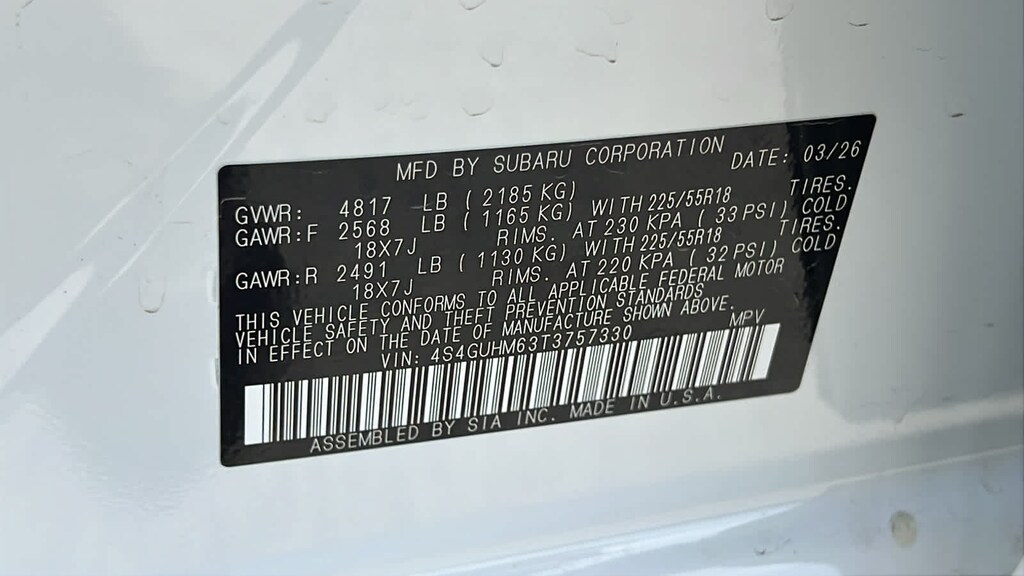 MFD BY SUBARU CORPORATION DATE: 03/26
GVWR: 4817 LB ( 2185 KG)
GAWR:F 2568 LB ( 1165 KG) WITH 225/55R18 TIRES.
18X7J RIMS. AT 230 KPA ( 33 PSI) COLD
GAWR:R 2491 LB ( 1130 KG) WITH 225/55R18 TIRES.
18X7J RIMS. AT 220 KPA ( 32 PSI) COLD
THIS VEHICLE CONFORMS TO ALL APPLICABLE FEDERAL MOTOR
VEHICLE SAFETY AND THEFT PREVENTION STANDARDS
IN EFFECT ON THE DATE OF MANUFACTURE SHOWN ABOVE.
VIN: 4S4GUHM63T3757330 MPV
ASSEMBLED BY SIA INC. MADE IN U.S.A.